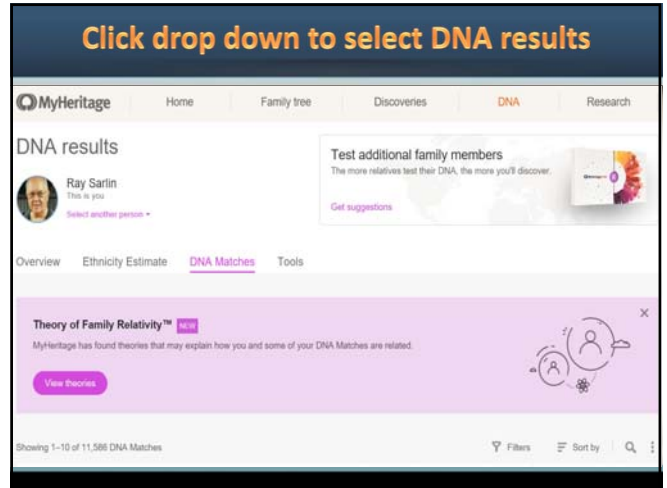 Click drop down to select DNA results
MyHeritage Home Family tree Discoveries DNA Research
DNA results
Ray Sarlin
This is you
Select another person
Test additional family members
The more relatives test their DNA, the more you'll discover.
Get suggestions
Overview Ethnicity Estimate DNA Matches Tools
Theory of Family Relativity™ NEW
MyHeritage has found theories that may explain how you and some of your DNA Matches are related.
View theories
Showing 1–10 of 11,586 DNA Matches Filters Sort by